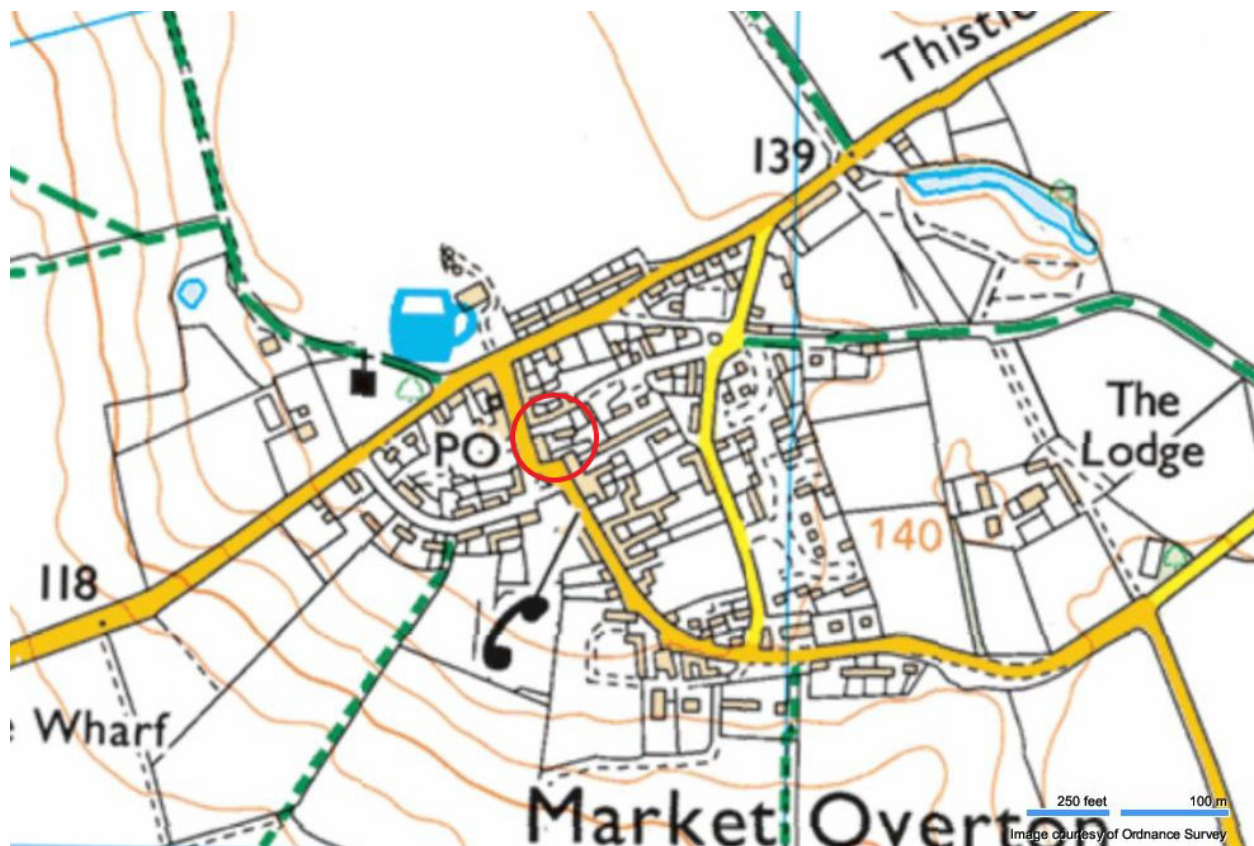 Thistle
139
PO
The
Lodge
140
118
e Wharf
250 feet
100 m
Market Overton
Image courtesy of Ordnance Survey